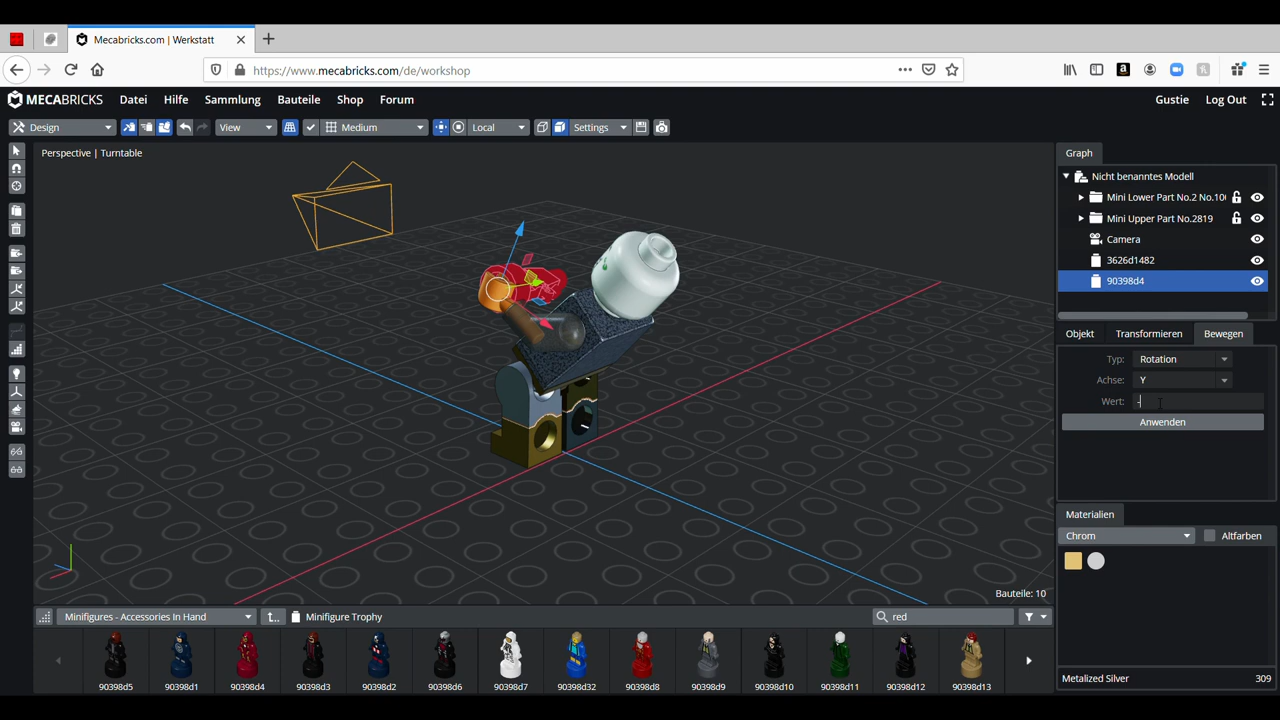 Mecabricks.com | Werkstatt
https://www.mecabricks.com/de/workshop
MECABRICKS Datei Hilfe Sammlung Bauteile Shop Forum Gustie Log Out
Design View Medium Local Settings
Perspective | Turntable
Graph
Nicht benanntes Modell
Mini Lower Part No.2 No.10
Mini Upper Part No.2819
Camera
3626d1482
90398d4
Objekt Transformieren Bewegen
Typ: Rotation
Achse: Y
Wert: -
Anwenden
Materialien
Chrom Altfarben
Bauteile: 10
Minifigures - Accessories In Hand Minifigure Trophy red
90398d5 90398d1 90398d4 90398d3 90398d2 90398d6 90398d7 90398d32 90398d8 90398d9 90398d10 90398d11 90398d12 90398d13
Metalized Silver 309